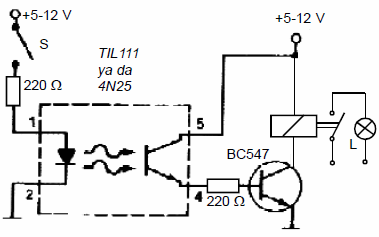 +5-12 V
S
220 Ω
TIL111
ya da
4N25
1
2
5
4
220 Ω
+5-12 V
BC547
L